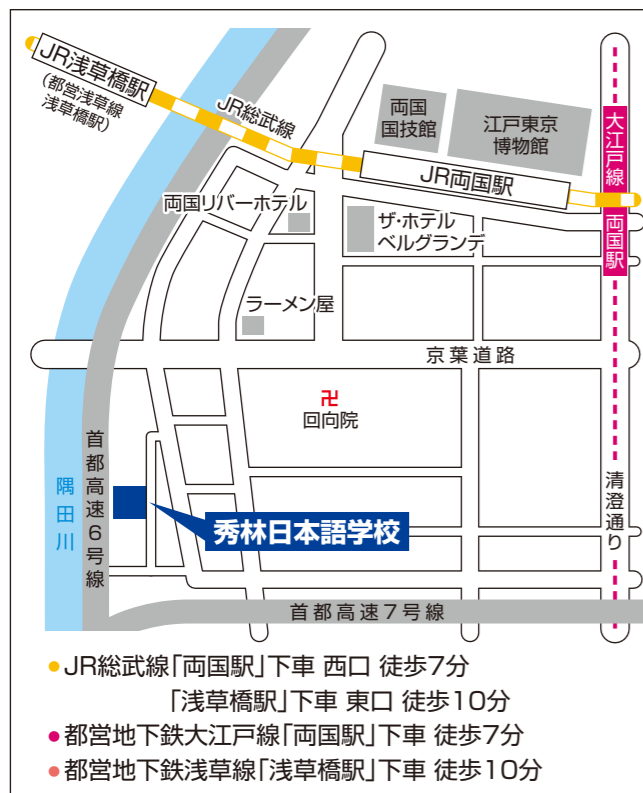 JR浅草橋駅
(都営浅草線
浅草橋駅)
JR総武線
両国
国技館
江戸東京
博物館
JR両国駅
大江戸線
両国駅
両国リバーホテル
ザ・ホテル
ベルグランデ
ラーメン屋
京葉道路
卍
回向院
首都高速6号線
隅田川
秀林日本語学校
清澄通り
首都高速7号線
●JR総武線「両国駅」下車 西口 徒歩7分
「浅草橋駅」下車 東口 徒歩10分
●都営地下鉄大江戸線「両国駅」下車 徒歩7分
●都営地下鉄浅草線「浅草橋駅」下車 徒歩10分